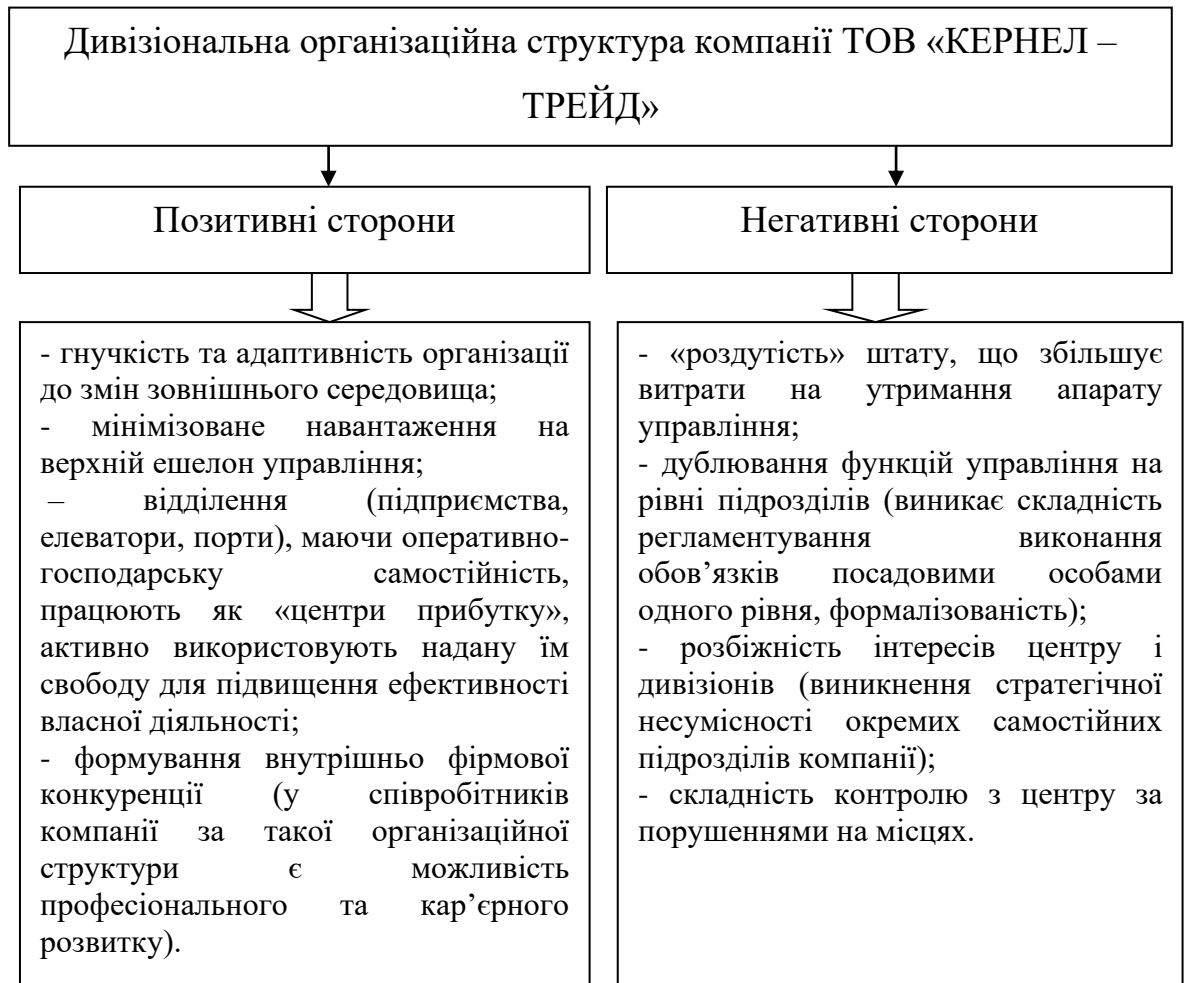 Дивізіональна організаційна структура компанії ТОВ «КЕРНЕЛ –
ТРЕЙД»
Позитивні сторони
Негативні сторони
- гнучкість та адаптивність організації
до змін зовнішнього середовища;
- мінімізоване навантаження на
верхній ешелон управління;
– відділення (підприємства,
елеватори, порти), маючи оперативно-
господарську самостійність,
працюють як «центри прибутку»,
активно використовують надану їм
свободу для підвищення ефективності
власної діяльності;
- формування внутрішньо фірмової
конкуренції (у співробітників
компанії за такої організаційної
структури є можливість
професіонального та кар’єрного
розвитку).
- «роздутість» штату, що збільшує
витрати на утримання апарату
управління;
- дублювання функцій управління на
рівні підрозділів (виникає складність
регламентування виконання
обов’язків посадовими особами
одного рівня, формалізованість);
- розбіжність інтересів центру і
дивізіонів (виникнення стратегічної
несумісності окремих самостійних
підрозділів компанії);
- складність контролю з центру за
порушеннями на місцях.